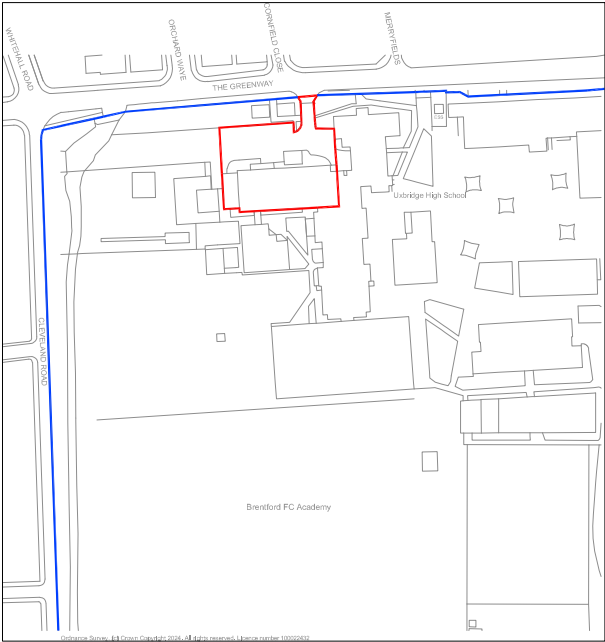 WHITEHALL ROAD
ORCHARD WAYE
CORNFIELD CLOSE
MERRYFIELDS
THE GREENWAY
ESS
Uxbridge High School
CLEVELAND ROAD
Brentford FC Academy
Ordnance Survey, (c) Crown Copyright 2024. All rights reserved. Licence number 100022432